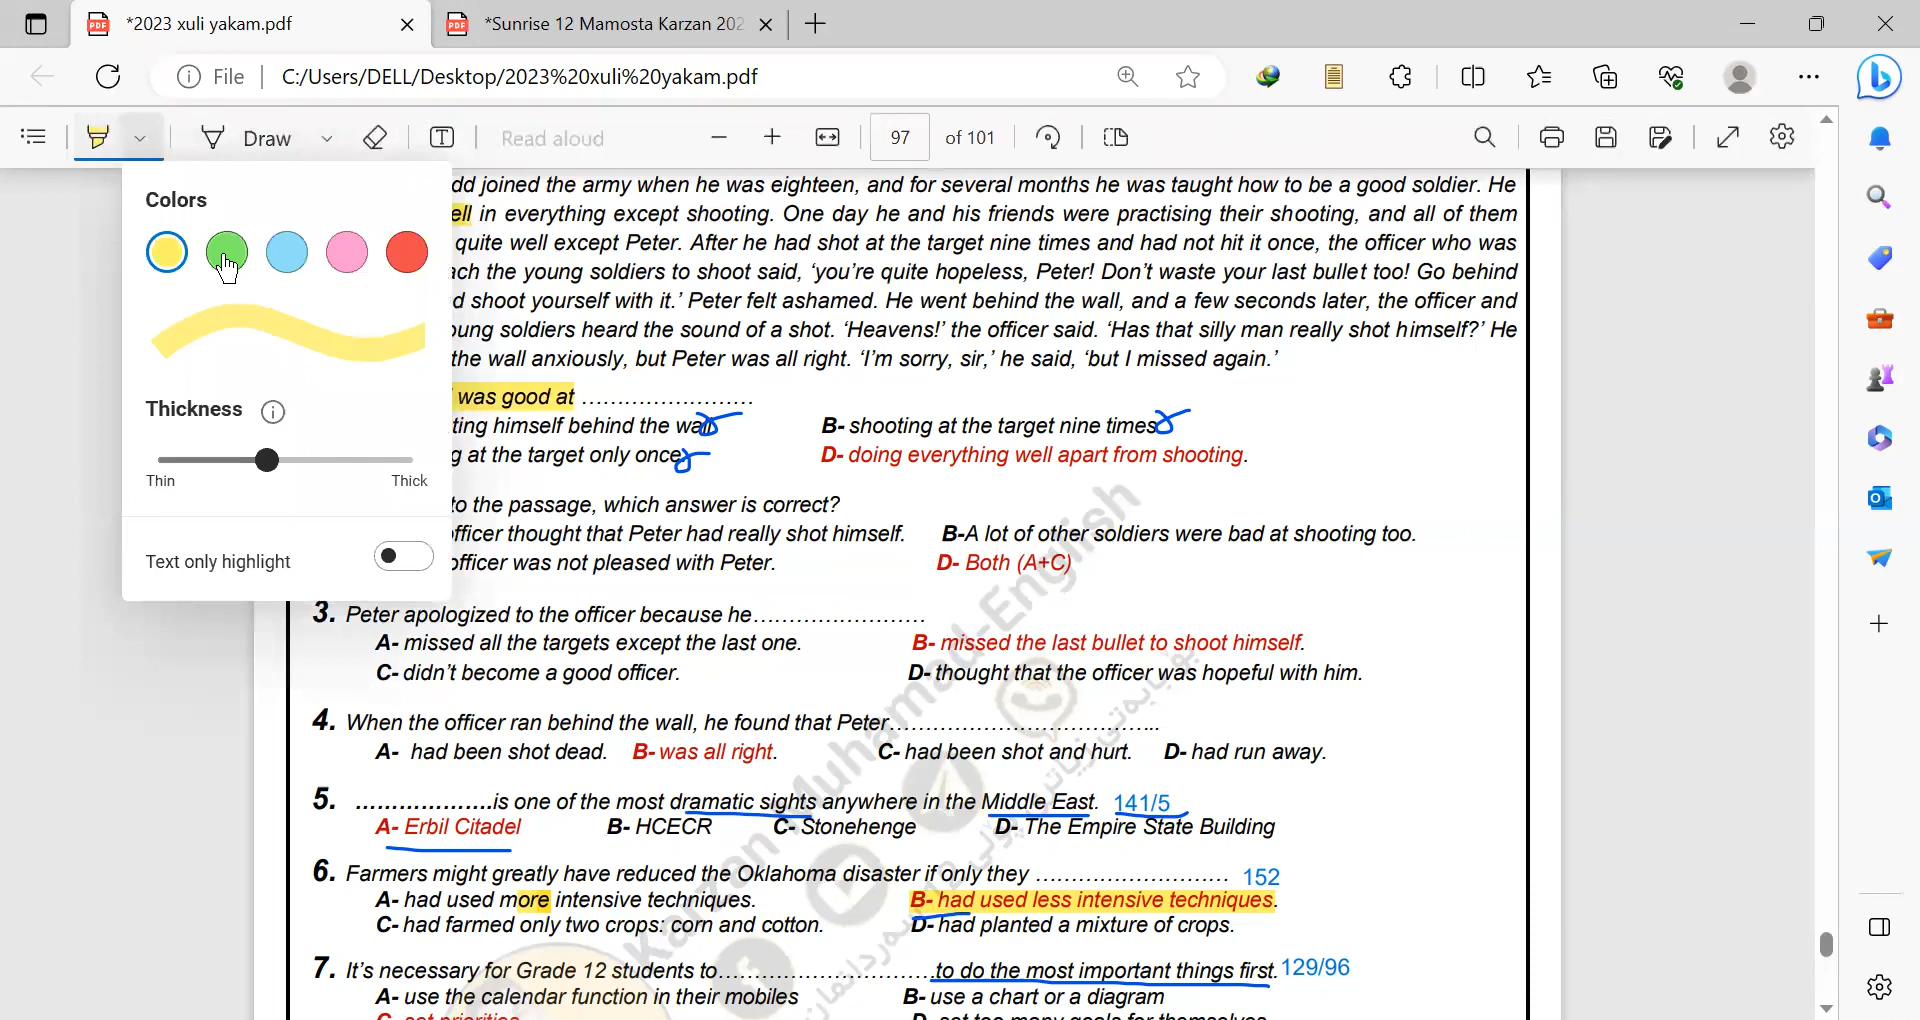 *2023 xuli yakam.pdf
*Sunrise 12 Mamosta Karzan 202
File
C:/Users/DELL/Desktop/2023%20xuli%20yakam.pdf
Draw
Read aloud
97 of 101
Colors
Thickness
Thin Thick
Text only highlight
dd joined the army when he was eighteen, and for several months he was taught how to be a good soldier. He
ell in everything except shooting. One day he and his friends were practising their shooting, and all of them
quite well except Peter. After he had shot at the target nine times and had not hit it once, the officer who was
ach the young soldiers to shoot said, ‘you’re quite hopeless, Peter! Don’t waste your last bullet too! Go behind
d shoot yourself with it.’ Peter felt ashamed. He went behind the wall, and a few seconds later, the officer and
oung soldiers heard the sound of a shot. ‘Heavens!’ the officer said. ‘Has that silly man really shot himself?’ He
the wall anxiously, but Peter was all right. ‘I’m sorry, sir,’ he said, ‘but I missed again.’
was good at ........................
ting himself behind the wall B- shooting at the target nine times
g at the target only once D- doing everything well apart from shooting.
to the passage, which answer is correct?
officer thought that Peter had really shot himself. B-A lot of other soldiers were bad at shooting too.
officer was not pleased with Peter. D- Both (A+C)
3. Peter apologized to the officer because he........................
A- missed all the targets except the last one. B- missed the last bullet to shoot himself.
C- didn’t become a good officer. D- thought that the officer was hopeful with him.
4. When the officer ran behind the wall, he found that Peter......................................
A- had been shot dead. B- was all right. C- had been shot and hurt. D- had run away.
5. ...................is one of the most dramatic sights anywhere in the Middle East. 141/5
A- Erbil Citadel B- HCECR C- Stonehenge D- The Empire State Building
6. Farmers might greatly have reduced the Oklahoma disaster if only they ........................... 152
A- had used more intensive techniques. B- had used less intensive techniques.
C- had farmed only two crops: corn and cotton. D- had planted a mixture of crops.
7. It’s necessary for Grade 12 students to..............................to do the most important things first. 129/96
A- use the calendar function in their mobiles B- use a chart or a diagram
C- set priorities D- set too many goals for themselves
Karzan Muhamad-English